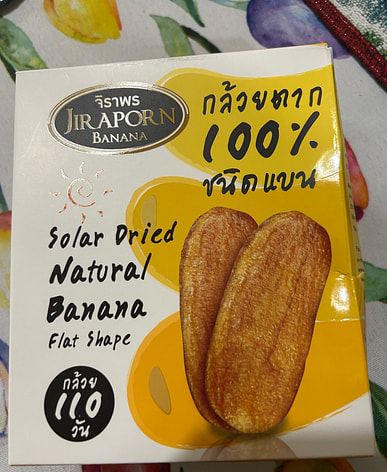 จิราพร
JIRAPORN
BANANA
กล้วยตาก
100%
ชนิดแบน
Solar Dried
Natural
Banana
Flat Shape
กล้วย
110
วัน